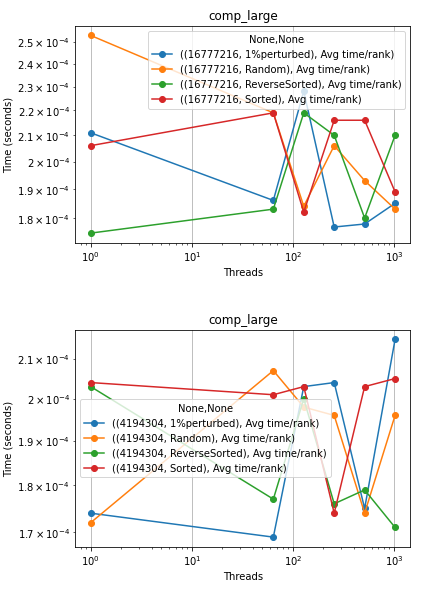 comp_large
None,None
((16777216, 1%perturbed), Avg time/rank)
((16777216, Random), Avg time/rank)
((16777216, ReverseSorted), Avg time/rank)
((16777216, Sorted), Avg time/rank)
Time (seconds)
2.5 × 10⁻⁴
2.4 × 10⁻⁴
2.3 × 10⁻⁴
2.2 × 10⁻⁴
2.1 × 10⁻⁴
2 × 10⁻⁴
1.9 × 10⁻⁴
1.8 × 10⁻⁴
10⁰ 10¹ 10² 10³
Threads
comp_large
None,None
((4194304, 1%perturbed), Avg time/rank)
((4194304, Random), Avg time/rank)
((4194304, ReverseSorted), Avg time/rank)
((4194304, Sorted), Avg time/rank)
Time (seconds)
2.1 × 10⁻⁴
2 × 10⁻⁴
1.9 × 10⁻⁴
1.8 × 10⁻⁴
1.7 × 10⁻⁴
10⁰ 10¹ 10² 10³
Threads